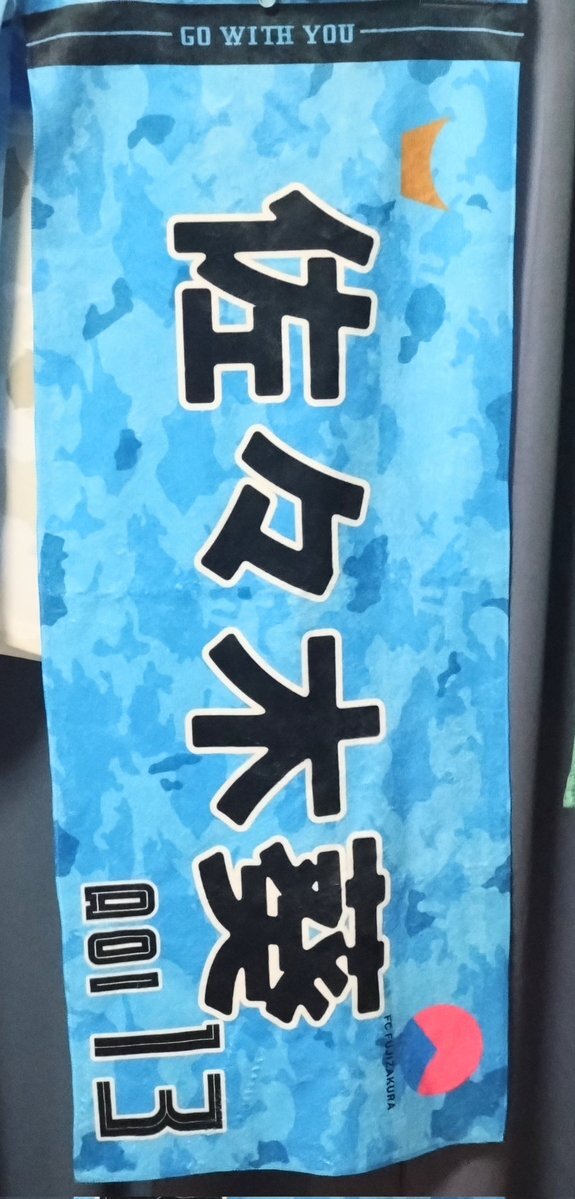 GO WITH YOU
佐々木葵
AOI 13
FC FUJIZAKURA